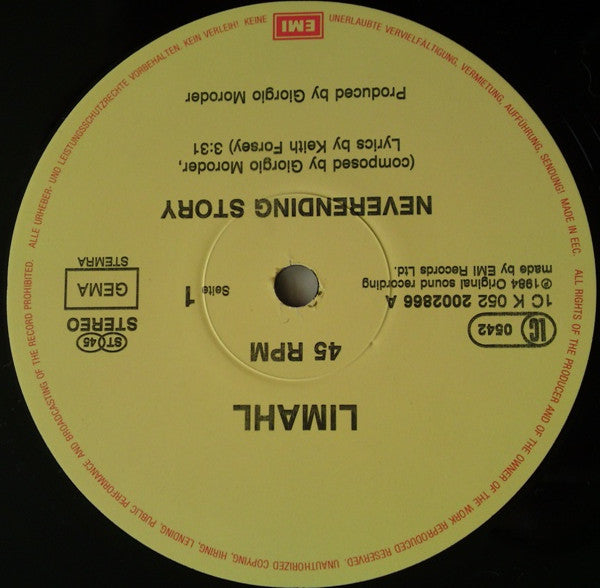 LIMAHL
45 RPM
ST 45
STEREO
GEMA
STEMRA
Seite 1
LC 0542
1C K 052 2002866 A
℗1984 Original sound recording
made by EMI Records Ltd.
NEVERENDING STORY
(composed by Giorgio Moroder,
Lyrics by Keith Forsey) 3:31
Produced by Giorgio Moroder
EMI
ALL RIGHTS OF THE PRODUCER AND OF THE OWNER OF THE WORK REPRODUCED RESERVED. UNAUTHORIZED COPYING, HIRING, LENDING, PUBLIC PERFORMANCE AND BROADCASTING OF THE RECORD PROHIBITED. ALLE URHEBER- UND LEISTUNGSSCHUTZRECHTE VORBEHALTEN. KEIN VERLEIH! KEINE UNERLAUBTE VERVIELFÄLTIGUNG, VERMIETUNG, AUFFÜHRUNG, SENDUNG! MADE IN EEC.